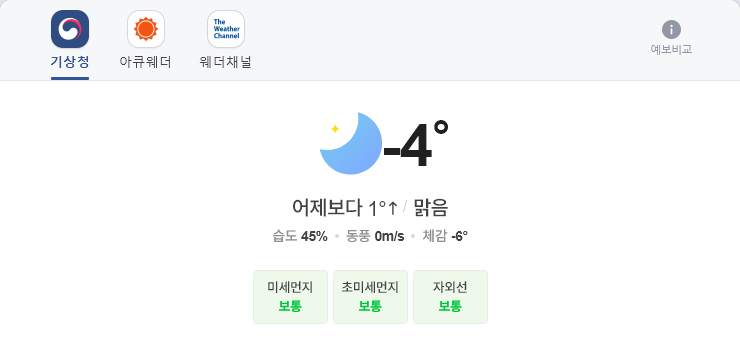 The
Weather
Channel
기상청 아큐웨더 웨더채널
예보비교
-4°
어제보다 1°↑ / 맑음
습도 45% • 동풍 0m/s • 체감 -6°
미세먼지 초미세먼지 자외선
보통 보통 보통